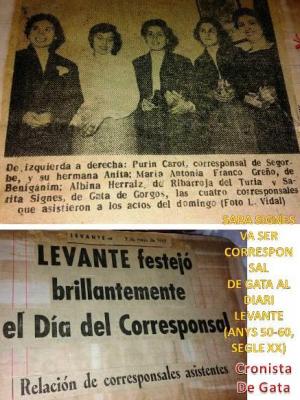 De izquierda a derecha: Purin Carot, corresponsal de Segor-
be, y su hermana Anita; María Antonia Franco Greño, de
Benigánim; Albina Herraiz, de Ribarroja del Turia y Sa-
rita Signes, de Gata de Gorgos, las cuatro corresponsales
que asistieron a los actos del domingo (Foto L. Vidal)
SARA SIGNES
VA SER
CORRESPON
SAL
DE GATA AL
DIARI
LEVANTE
(ANYS 50-60,
SEGLE XX)
Cronista
De Gata
LEVANTE
LEVANTE festejó
brillantemente
el Día del Corresponsal
Relación de corresponsales asistentes